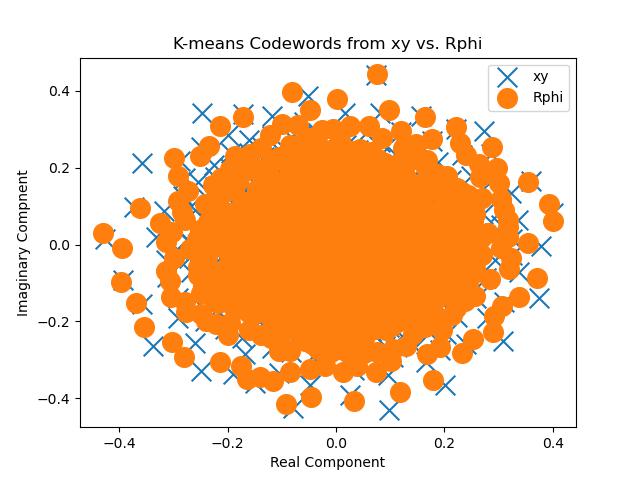 K-means Codewords from xy vs. Rphi
xy
Rphi
0.4
0.2
0.0
−0.2
−0.4
Imaginary Compnent
−0.4
−0.2
0.0
0.2
0.4
Real Component